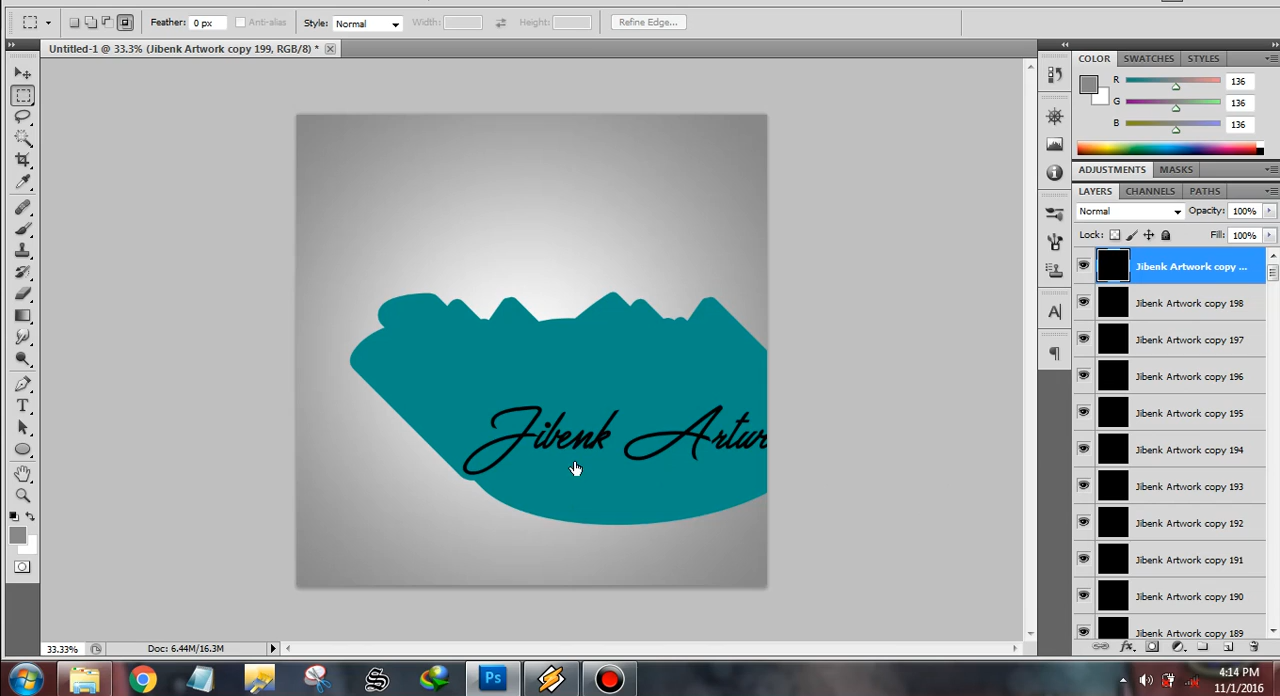 Feather: 0 px Anti-alias Style: Normal Width: Height: Refine Edge...
Untitled-1 @ 33.3% (Jibenk Artwork copy 199, RGB/8) *
COLOR SWATCHES STYLES
R 136
G 136
B 136
ADJUSTMENTS MASKS
LAYERS CHANNELS PATHS
Normal Opacity: 100%
Lock: Fill: 100%
Jibenk Artwork copy ...
Jibenk Artwork copy 198
Jibenk Artwork copy 197
Jibenk Artwork copy 196
Jibenk Artwork copy 195
Jibenk Artwork copy 194
Jibenk Artwork copy 193
Jibenk Artwork copy 192
Jibenk Artwork copy 191
Jibenk Artwork copy 190
Jibenk Artwork copy 189
Jibenk Artwor
33.33% Doc: 6.44M/16.3M
Ps
4:14 PM
11/1/2016